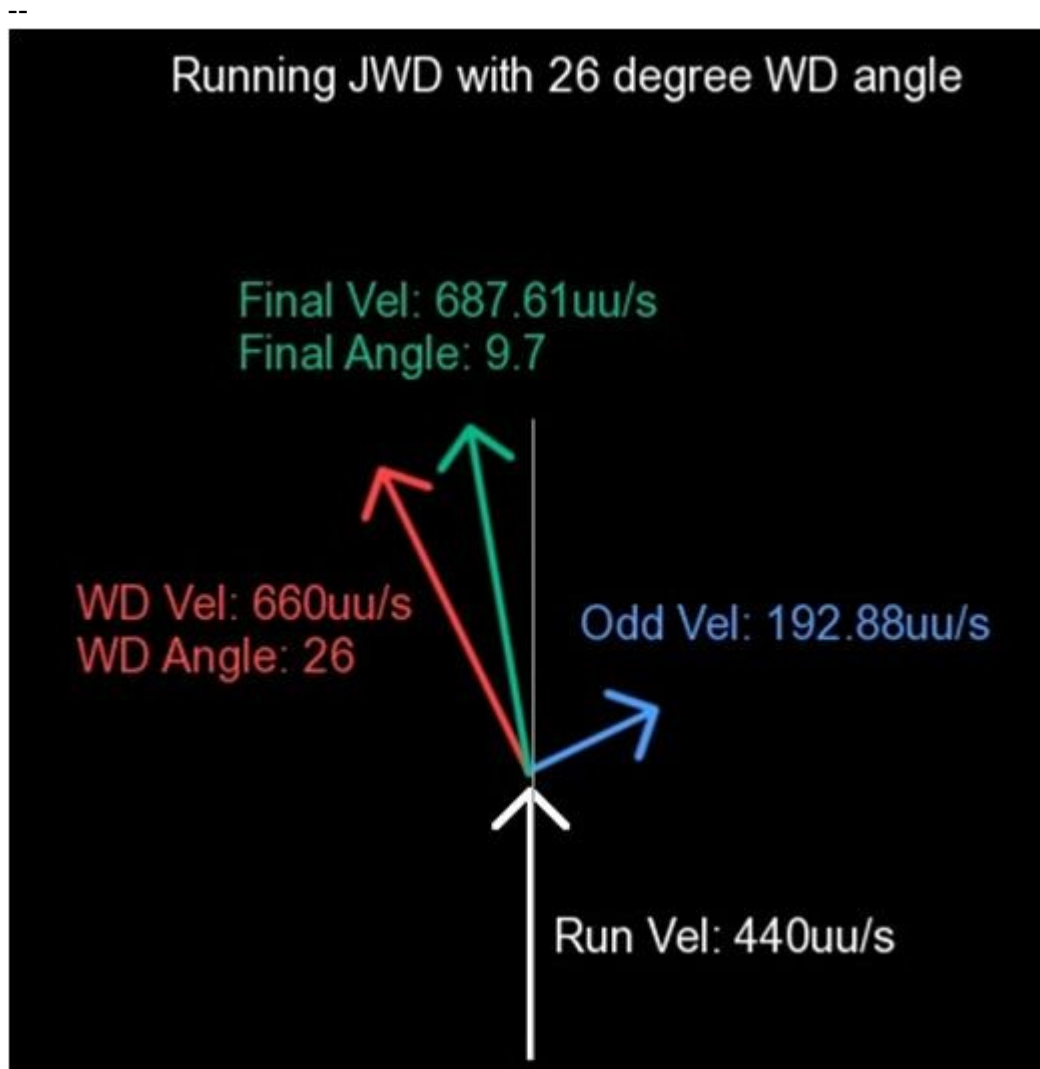 --
Running JWD with 26 degree WD angle
Final Vel: 687.61uu/s
Final Angle: 9.7
WD Vel: 660uu/s
WD Angle: 26
Odd Vel: 192.88uu/s
Run Vel: 440uu/s